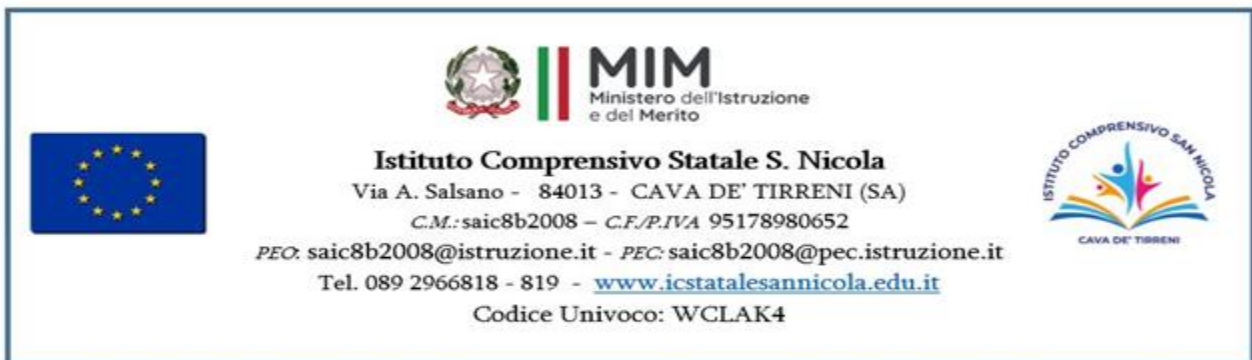 MIM
Ministero dell'Istruzione
e del Merito
Istituto Comprensivo Statale S. Nicola
Via A. Salsano - 84013 - CAVA DE' TIRRENI (SA)
C.M.: saic8b2008 – C.F./P.IVA 95178980652
PEO: saic8b2008@istruzione.it - PEC: saic8b2008@pec.istruzione.it
Tel. 089 2966818 - 819 - www.icstatalesannicola.edu.it
Codice Univoco: WCLAK4
ISTITUTO COMPRENSIVO SAN NICOLA
CAVA DE' TIRRENI